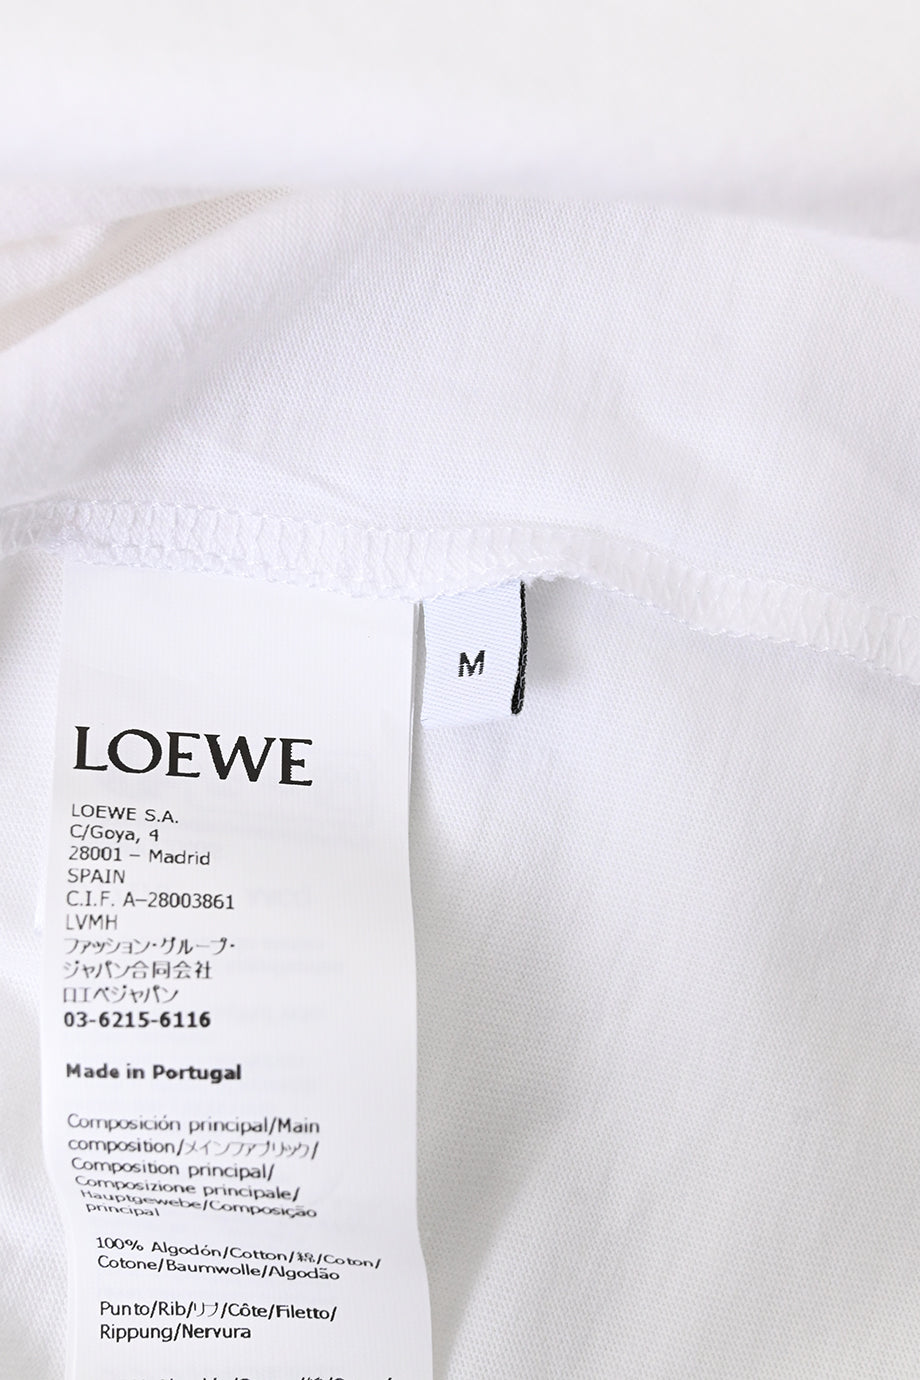 M
LOEWE
LOEWE S.A.
C/Goya, 4
28001 – Madrid
SPAIN
C.I.F. A–28003861
LVMH
ファッション・グループ・
ジャパン合同会社
ロエベジャパン
03-6215-6116
Made in Portugal
Composición principal/Main
composition/メインファブリック/
Composition principal/
Composizione principale/
Hauptgewebe/Composição
principal
100% Algodón/Cotton/綿/Coton/
Cotone/Baumwolle/Algodão
Punto/Rib/リブ/Côte/Filetto/
Rippung/Nervura